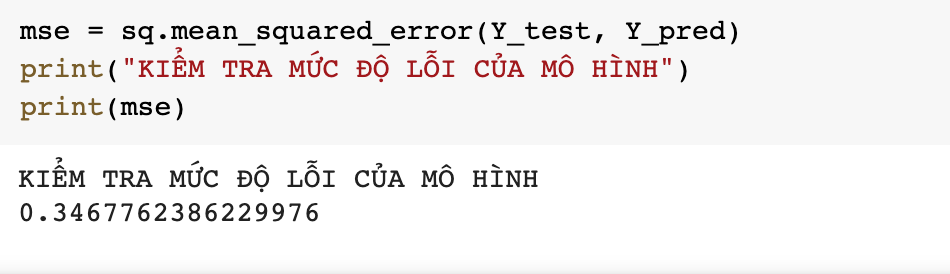 mse = sq.mean_squared_error(Y_test, Y_pred)
print("KIỂM TRA MỨC ĐỘ LỖI CỦA MÔ HÌNH")
print(mse)
KIỂM TRA MỨC ĐỘ LỖI CỦA MÔ HÌNH
0.3467762386229976